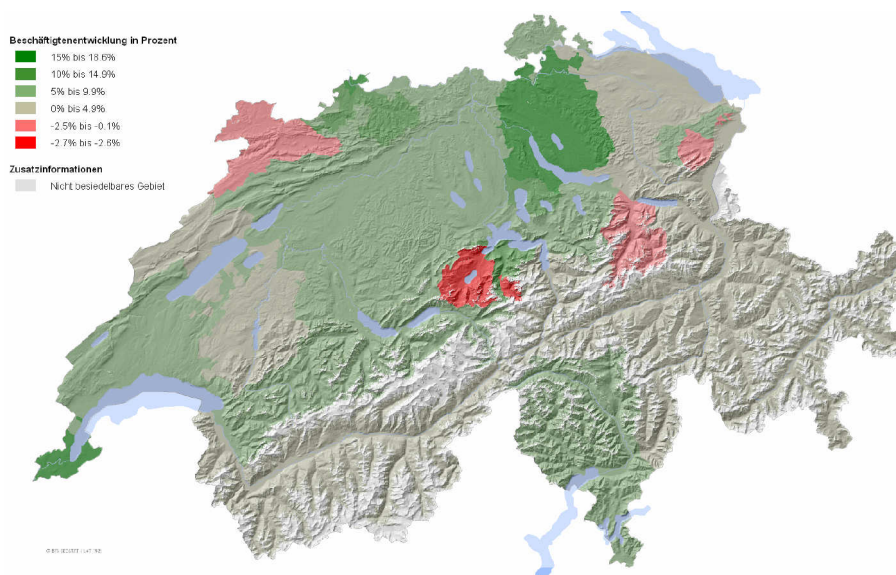 Beschäftigtenentwicklung in Prozent
15% bis 18.6%
10% bis 14.9%
5% bis 9.9%
0% bis 4.9%
-2.5% bis -0.1%
-2.7% bis -2.6%
Zusatzinformationen
Nicht besiedelbares Gebiet